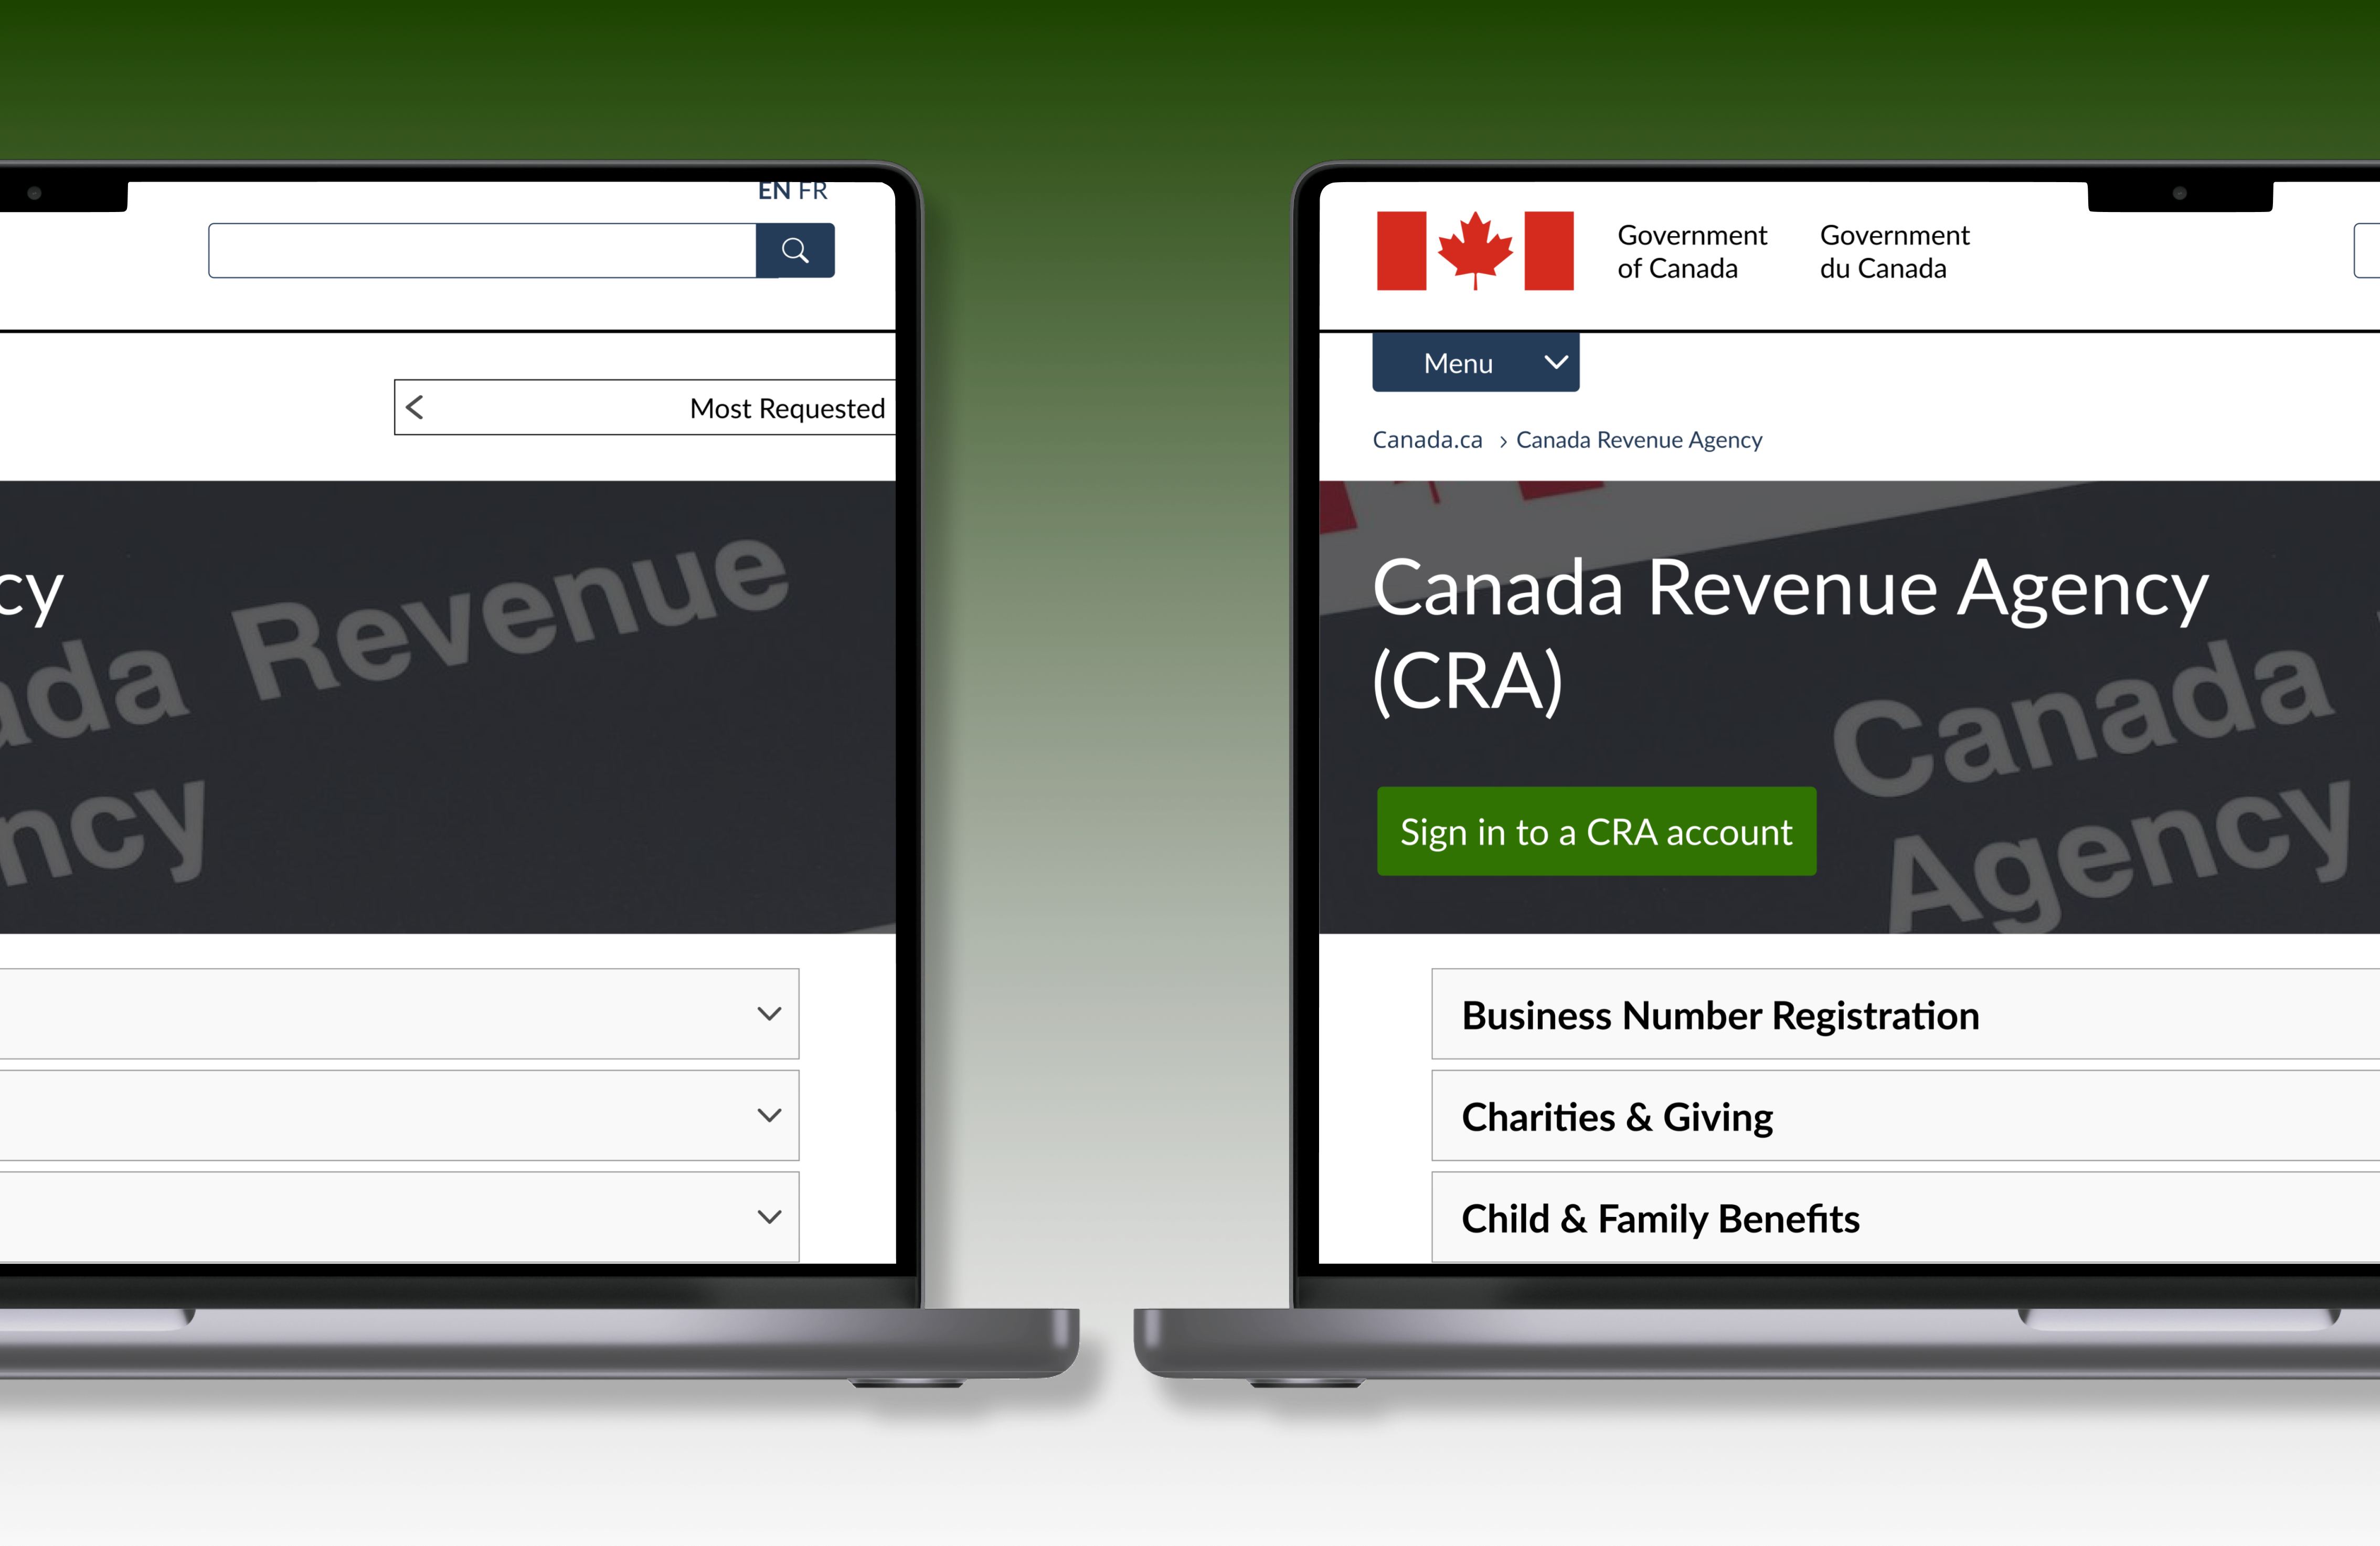 EN FR
Most Requested
cy
ada Revenue
ncy
Government of Canada
Government du Canada
Menu
Canada.ca > Canada Revenue Agency
Canada Revenue Agency
(CRA)
Canada
Agency
Sign in to a CRA account
Business Number Registration
Charities & Giving
Child & Family Benefits